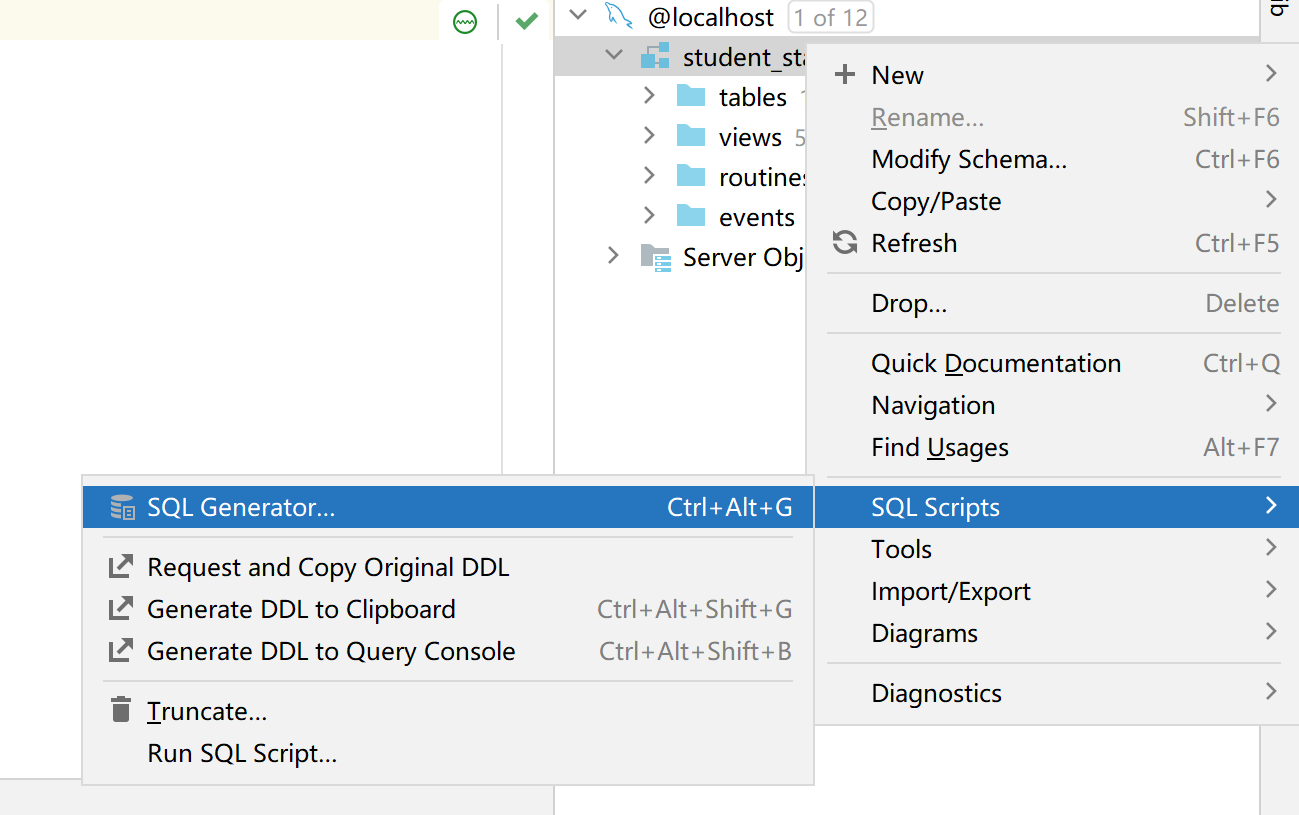 @localhost 1 of 12
student_sta
tables
views 5
routines
events
Server Obj
New
Rename... Shift+F6
Modify Schema... Ctrl+F6
Copy/Paste
Refresh Ctrl+F5
Drop... Delete
Quick Documentation Ctrl+Q
Navigation
Find Usages Alt+F7
SQL Scripts
Tools
Import/Export
Diagrams
Diagnostics
SQL Generator... Ctrl+Alt+G
Request and Copy Original DDL
Generate DDL to Clipboard Ctrl+Alt+Shift+G
Generate DDL to Query Console Ctrl+Alt+Shift+B
Truncate...
Run SQL Script...